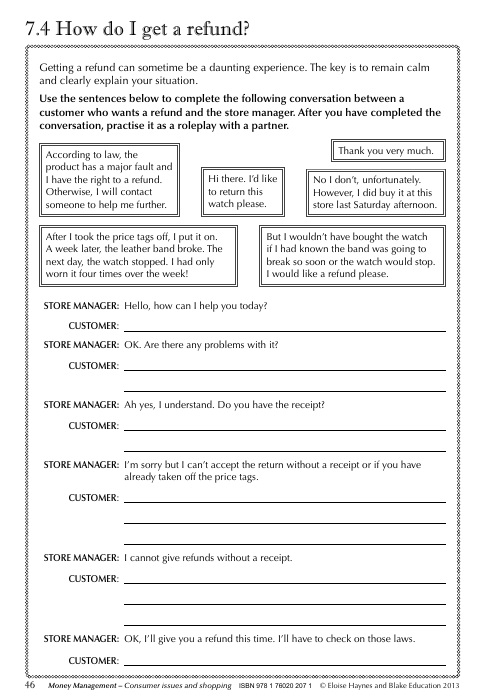 7.4 How do I get a refund?
Getting a refund can sometime be a daunting experience. The key is to remain calm
and clearly explain your situation.
Use the sentences below to complete the following conversation between a
customer who wants a refund and the store manager. After you have completed the
conversation, practise it as a roleplay with a partner.
According to law, the
product has a major fault and
I have the right to a refund.
Otherwise, I will contact
someone to help me further.
Hi there. I'd like
to return this
watch please.
Thank you very much.
No I don't, unfortunately.
However, I did buy it at this
store last Saturday afternoon.
After I took the price tags off, I put it on.
A week later, the leather band broke. The
next day, the watch stopped. I had only
worn it four times over the week!
But I wouldn't have bought the watch
if I had known the band was going to
break so soon or the watch would stop.
I would like a refund please.
STORE MANAGER: Hello, how can I help you today?
CUSTOMER:
STORE MANAGER: OK. Are there any problems with it?
CUSTOMER:
STORE MANAGER: Ah yes, I understand. Do you have the receipt?
CUSTOMER:
STORE MANAGER: I'm sorry but I can't accept the return without a receipt or if you have
already taken off the price tags.
CUSTOMER:
STORE MANAGER: I cannot give refunds without a receipt.
CUSTOMER:
STORE MANAGER: OK, I'll give you a refund this time. I'll have to check on those laws.
CUSTOMER:
46 Money Management – Consumer issues and shopping ISBN 978 1 76020 207 1 © Eloise Haynes and Blake Education 2013